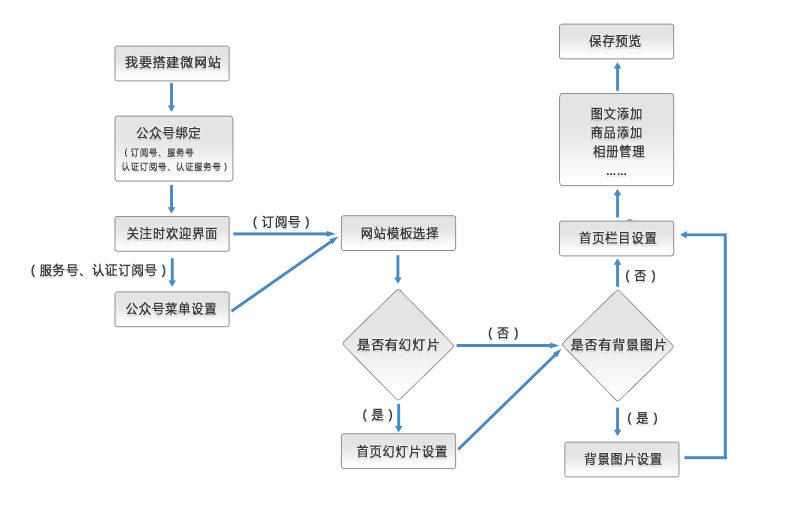 我要搭建微网站
公众号绑定
（订阅号、服务号
认证订阅号、认证服务号）
关注时欢迎界面
（订阅号）
（服务号、认证订阅号）
公众号菜单设置
网站模板选择
是否有幻灯片
（否）
（是）
首页幻灯片设置
保存预览
图文添加
商品添加
相册管理
……
首页栏目设置
（否）
是否有背景图片
（是）
背景图片设置